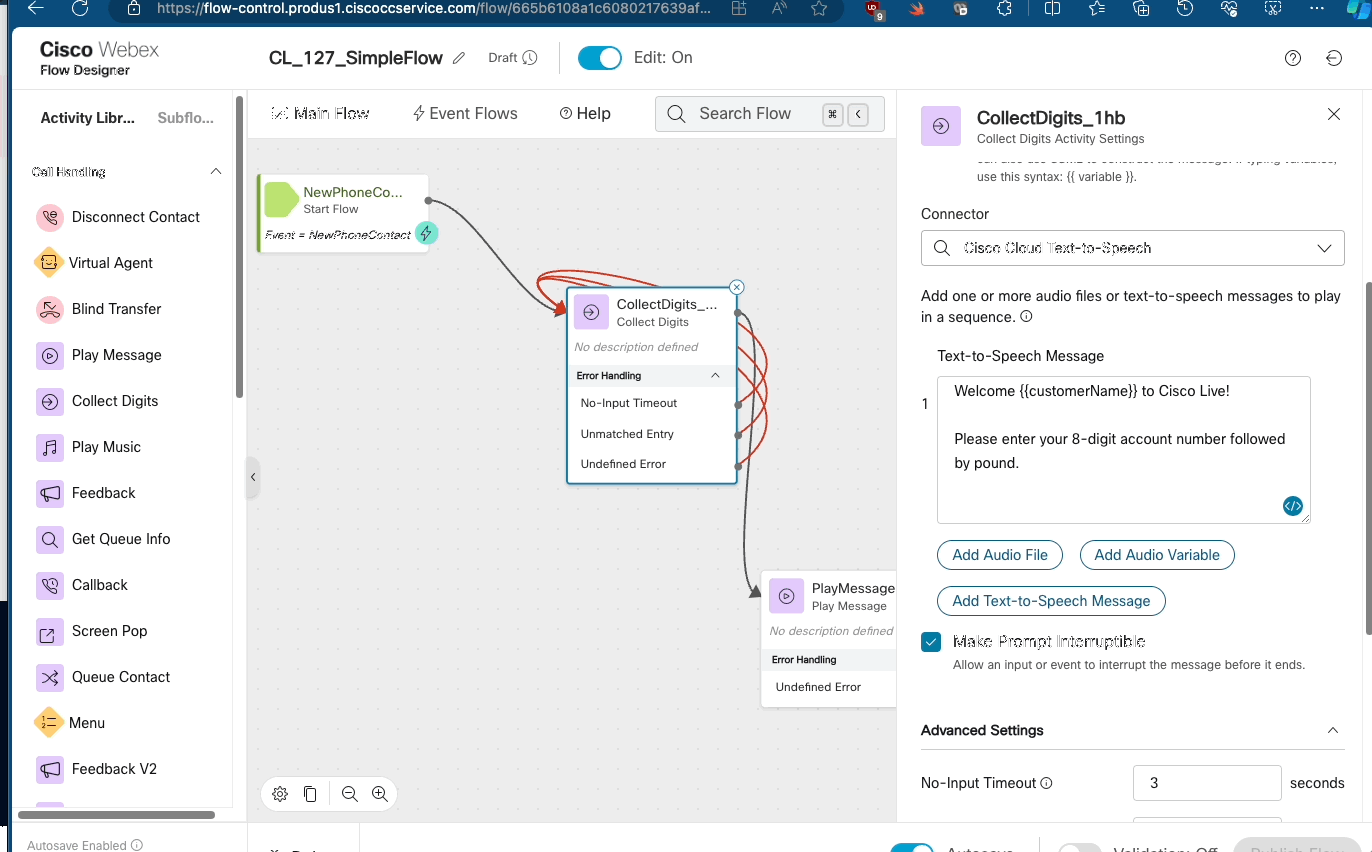 https://flow-control.produs1.ciscoccservice.com/flow/665b6108a1c6080217639af...
9
Cisco Webex
Flow Designer
CL_127_SimpleFlow
Draft
Edit: On
Activity Libr...
Subflo...
Main Flow
Event Flows
Help
Search Flow
⌘
Call Handling
Disconnect Contact
Virtual Agent
Blind Transfer
Play Message
Collect Digits
Play Music
Feedback
Get Queue Info
Callback
Screen Pop
Queue Contact
Menu
Feedback V2
Autosave Enabled
NewPhoneCo...
Start Flow
Event = NewPhoneContact
CollectDigits_...
Collect Digits
No description defined
Error Handling
No-Input Timeout
Unmatched Entry
Undefined Error
PlayMessage
Play Message
No description defined
Error Handling
Undefined Error
CollectDigits_1hb
Collect Digits Activity Settings
use this syntax: {{ variable }}.
Connector
Cisco Cloud Text-to-Speech
Add one or more audio files or text-to-speech messages to play
in a sequence.
Text-to-Speech Message
1
Welcome {{customerName}} to Cisco Live!
Please enter your 8-digit account number followed
by pound.
Add Audio File
Add Audio Variable
Add Text-to-Speech Message
Make Prompt Interruptible
Allow an input or event to interrupt the message before it ends.
Advanced Settings
No-Input Timeout
3
seconds
Autosave
Validation: Off
Publish Flow